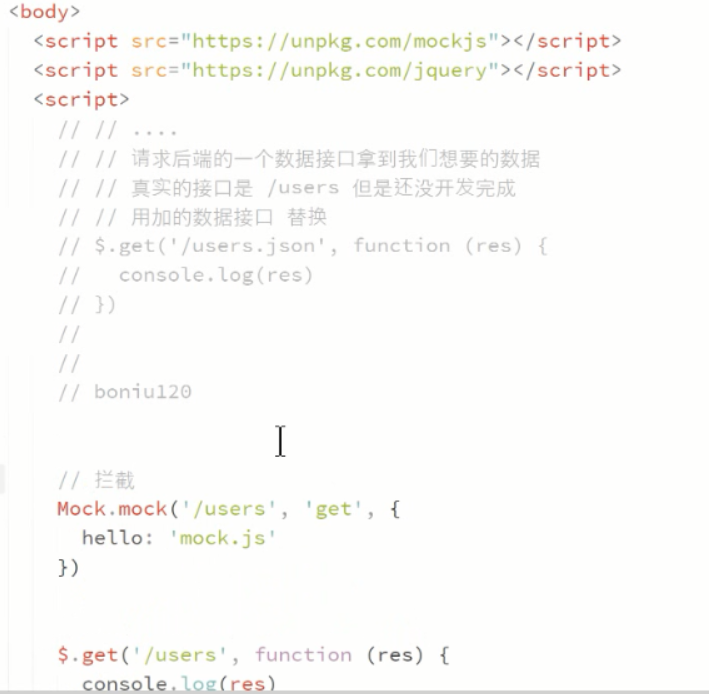 <body>
<script src="https://unpkg.com/mockjs"></script>
<script src="https://unpkg.com/jquery"></script>
<script>
// // ....
// // 请求后端的一个数据接口拿到我们想要的数据
// // 真实的接口是 /users 但是还没开发完成
// // 用加的数据接口 替换
// $.get('/users.json', function (res) {
//   console.log(res)
// })
//
//
// boniu120
// 拦截
Mock.mock('/users', 'get', {
hello: 'mock.js'
})
$.get('/users', function (res) {
console.log(res)